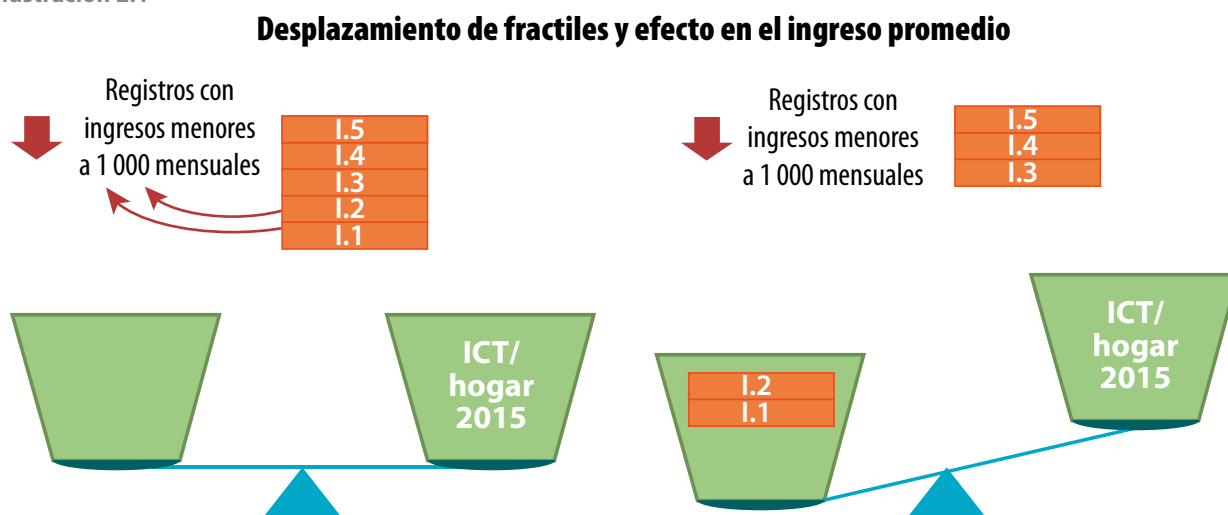 Desplazamiento de fractiles y efecto en el ingreso promedio
Registros con
ingresos menores
a 1 000 mensuales
I.5
I.4
I.3
I.2
I.1
ICT/
hogar
2015
Registros con
ingresos menores
a 1 000 mensuales
I.5
I.4
I.3
I.2
I.1
ICT/
hogar
2015